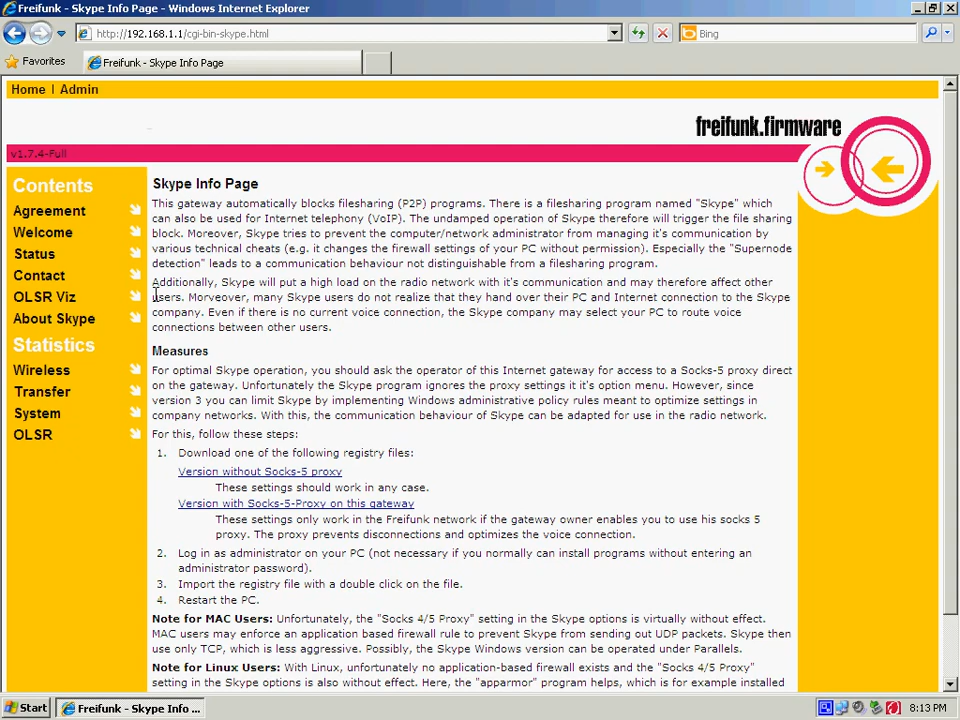 Freifunk - Skype Info Page - Windows Internet Explorer
http://192.168.1.1/cgi-bin-skype.html
Bing
Favorites
Freifunk - Skype Info Page
Home | Admin
freifunk.firmware
v1.7.4-Full
Contents
Agreement
Welcome
Status
Contact
OLSR Viz
About Skype
Statistics
Wireless
Transfer
System
OLSR
Skype Info Page
This gateway automatically blocks filesharing (P2P) programs. There is a filesharing program named "Skype" which
can also be used for Internet telephony (VoIP). The undamped operation of Skype therefore will trigger the file sharing
block. Moreover, Skype tries to prevent the computer/network administrator from managing it's communication by
various technical cheats (e.g. it changes the firewall settings of your PC without permission). Especially the "Supernode
detection" leads to a communication behaviour not distinguishable from a filesharing program.
Additionally, Skype will put a high load on the radio network with it's communication and may therefore affect other
users. Morveover, many Skype users do not realize that they hand over their PC and Internet connection to the Skype
company. Even if there is no current voice connection, the Skype company may select your PC to route voice
connections between other users.
Measures
For optimal Skype operation, you should ask the operator of this Internet gateway for access to a Socks-5 proxy direct
on the gateway. Unfortunately the Skype program ignores the proxy settings it it's option menu. However, since
version 3 you can limit Skype by implementing Windows administrative policy rules meant to optimize settings in
company networks. With this, the communication behaviour of Skype can be adapted for use in the radio network.
For this, follow these steps:
1. Download one of the following registry files:
Version without Socks-5 proxy
These settings should work in any case.
Version with Socks-5-Proxy on this gateway
These settings only work in the Freifunk network if the gateway owner enables you to use his socks 5
proxy. The proxy prevents disconnections and optimizes the voice connection.
2. Log in as administrator on your PC (not necessary if you normally can install programs without entering an
administrator password).
3. Import the registry file with a double click on the file.
4. Restart the PC.
Note for MAC Users: Unfortunately, the "Socks 4/5 Proxy" setting in the Skype options is virtually without effect.
MAC users may enforce an application based firewall rule to prevent Skype from sending out UDP packets. Skype then
use only TCP, which is less aggressive. Possibly, the Skype Windows version can be operated under Parallels.
Note for Linux Users: With Linux, unfortunately no application-based firewall exists and the "Socks 4/5 Proxy"
setting in the Skype options is also without effect. Here, the "apparmor" program helps, which is for example installed
Start
Freifunk - Skype Info ...
8:13 PM